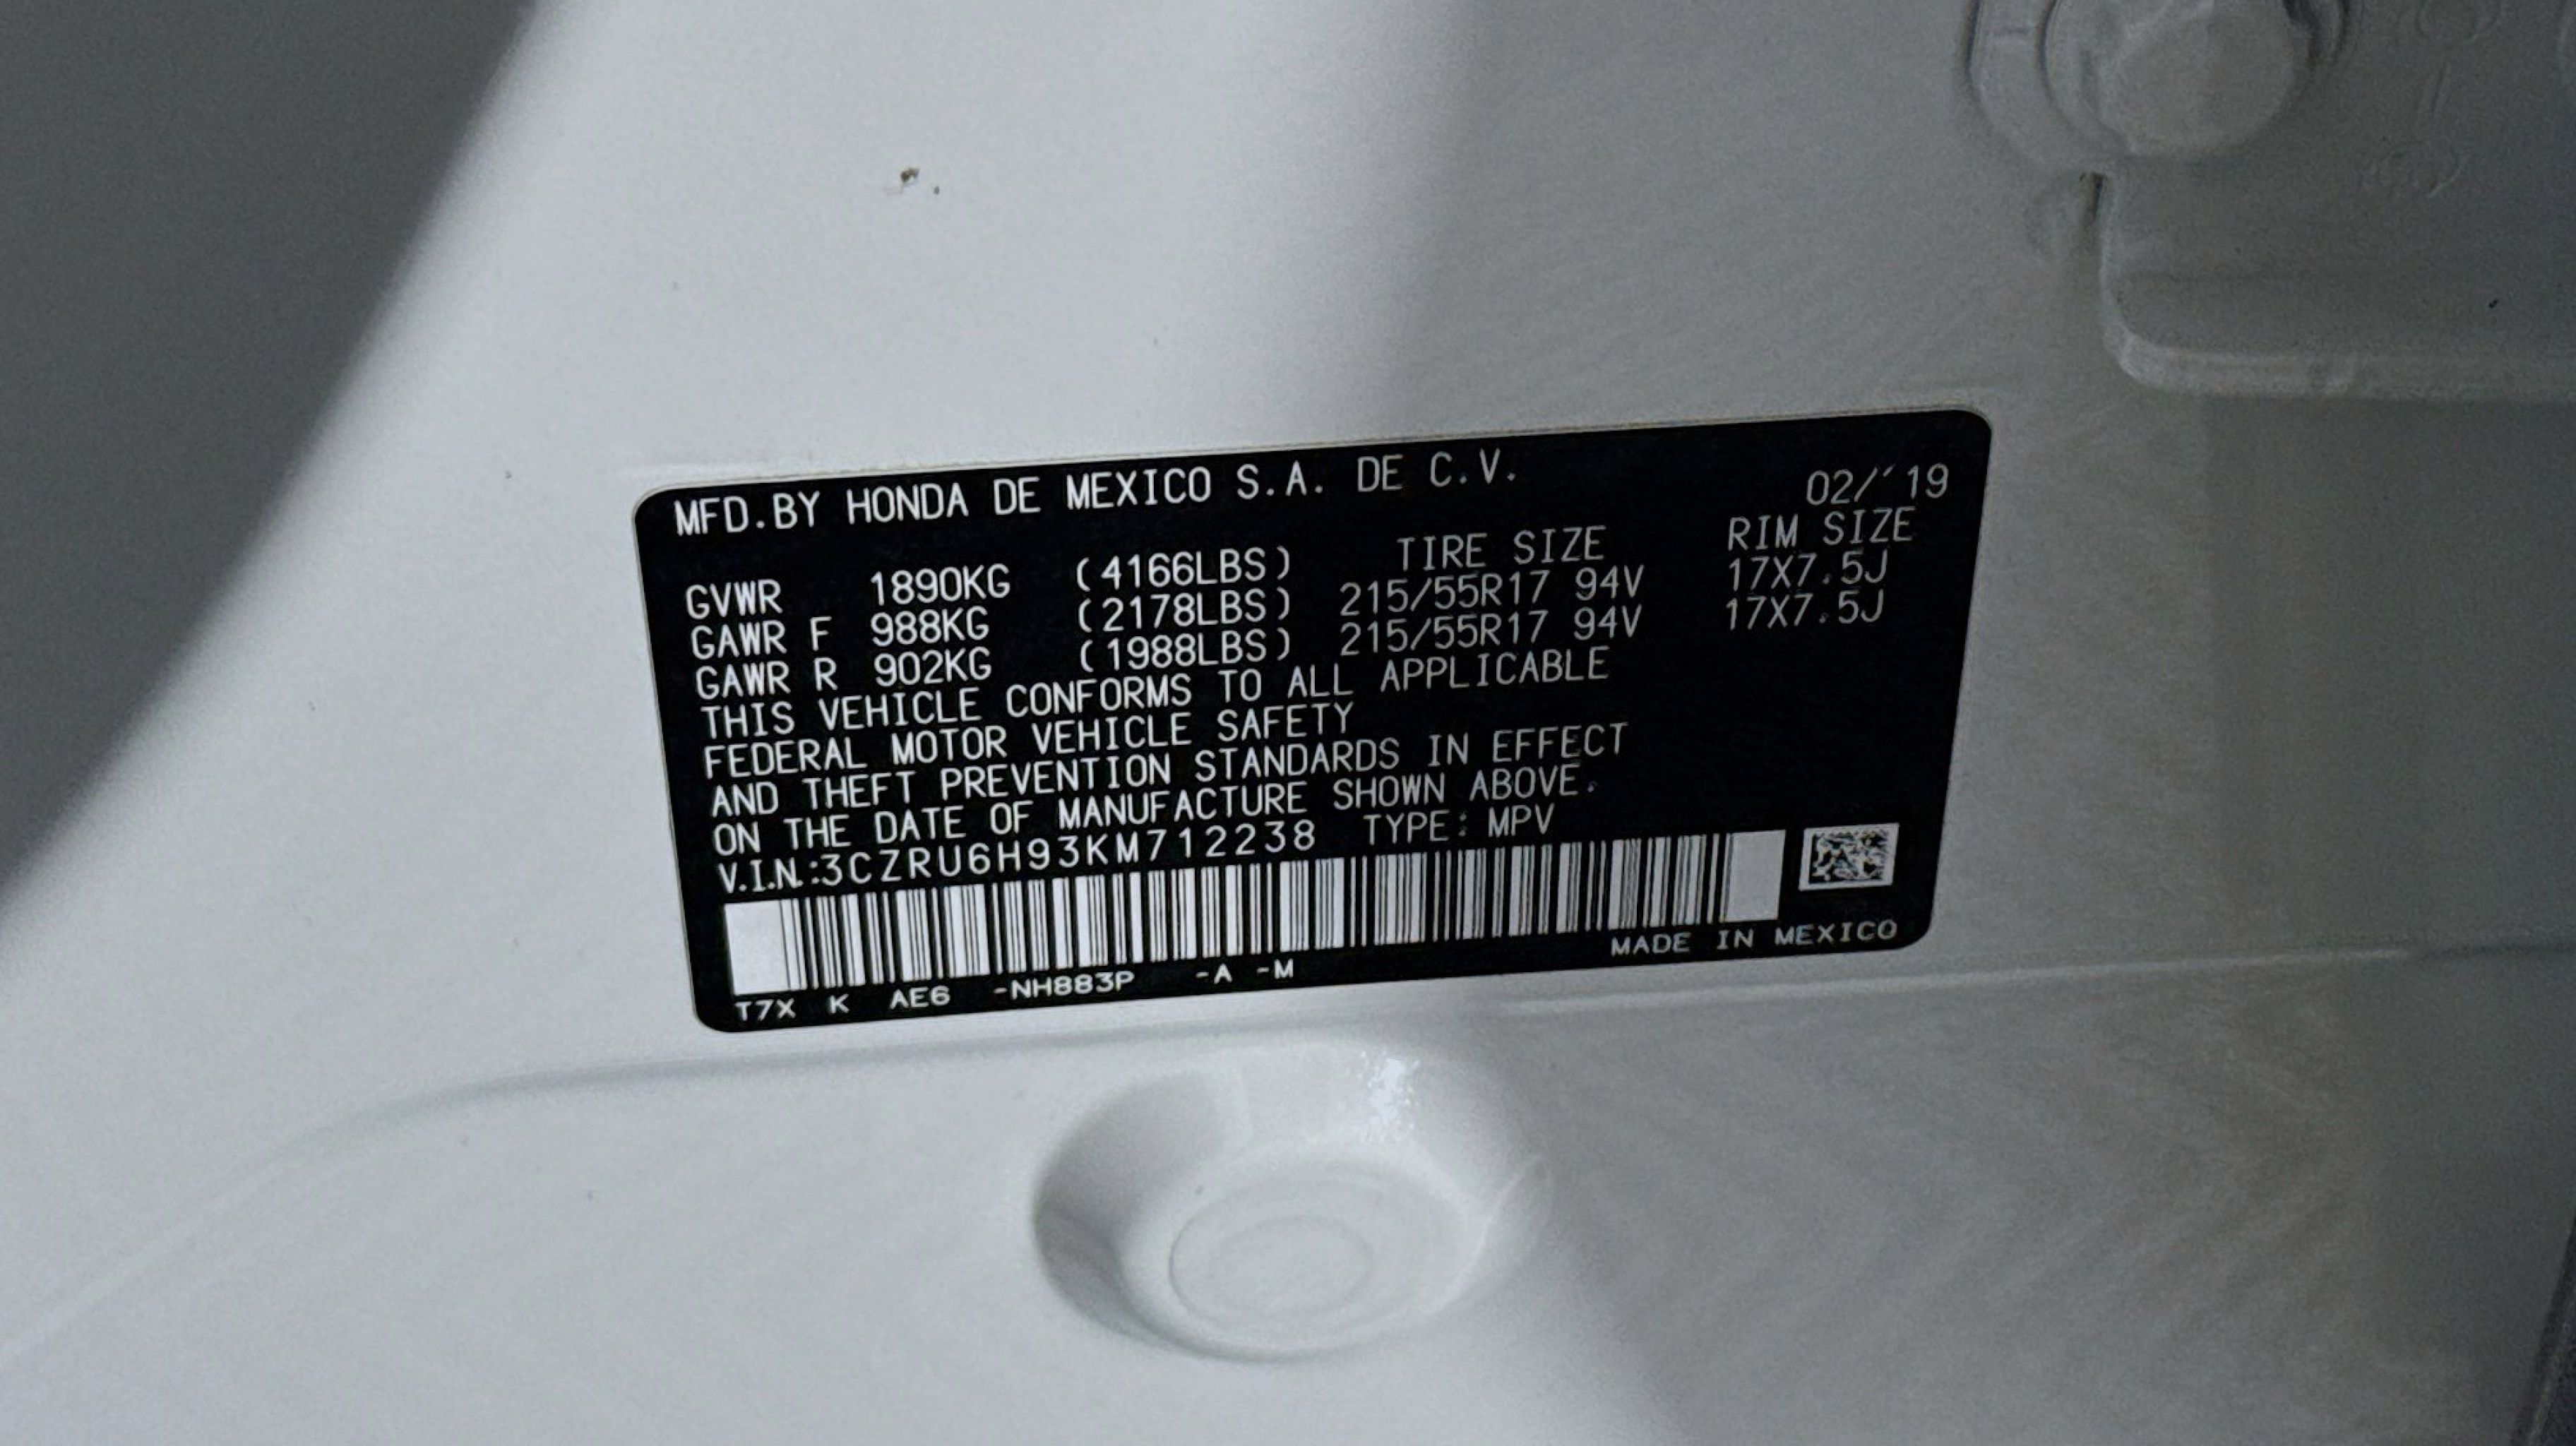 MFD.BY HONDA DE MEXICO S.A. DE C.V.
02/'19
TIRE SIZE RIM SIZE
GVWR 1890KG (4166LBS) 215/55R17 94V 17X7.5J
GAWR F 988KG (2178LBS) 215/55R17 94V 17X7.5J
GAWR R 902KG (1988LBS)
THIS VEHICLE CONFORMS TO ALL APPLICABLE
FEDERAL MOTOR VEHICLE SAFETY
AND THEFT PREVENTION STANDARDS IN EFFECT
ON THE DATE OF MANUFACTURE SHOWN ABOVE.
V.I.N.:3CZRU6H93KM712238 TYPE: MPV
MADE IN MEXICO
T7X K AE6 -NH883P -A -M